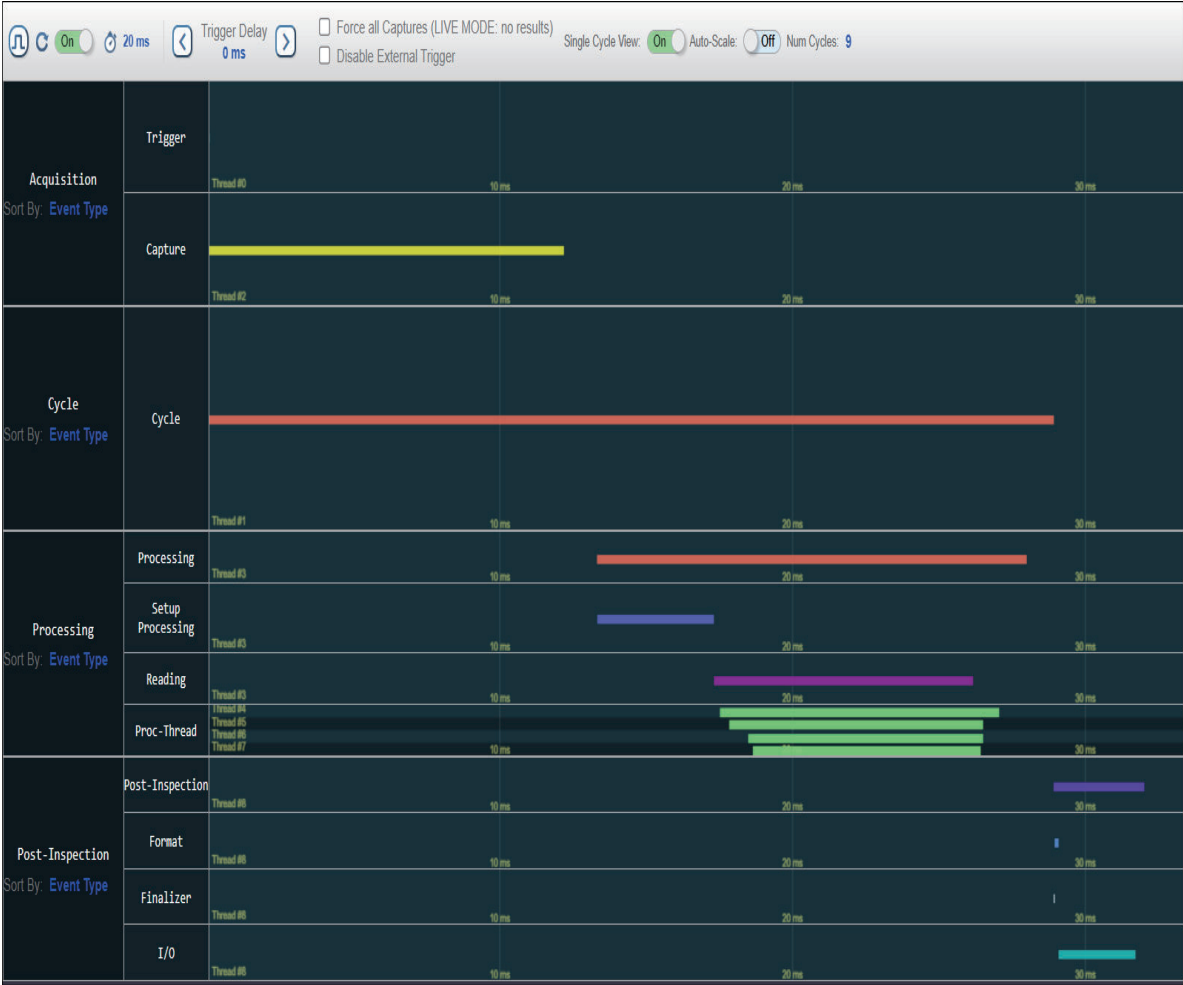 On
20 ms
Trigger Delay
0 ms
Force all Captures (LIVE MODE: no results)
Disable External Trigger
Single Cycle View: On
Auto-Scale: Off
Num Cycles: 9
Acquisition
Sort By: Event Type
Trigger
Thread #0
10 ms
20 ms
30 ms
Capture
Thread #2
10 ms
20 ms
30 ms
Cycle
Sort By: Event Type
Cycle
Thread #1
10 ms
20 ms
30 ms
Processing
Sort By: Event Type
Processing
Thread #3
10 ms
20 ms
30 ms
Setup
Processing
Thread #3
10 ms
20 ms
30 ms
Reading
Thread #3
10 ms
20 ms
30 ms
Proc-Thread
Thread #4
Thread #5
Thread #6
Thread #7
10 ms
30 ms
Post-Inspection
Sort By: Event Type
Post-Inspection
Thread #8
10 ms
20 ms
30 ms
Format
Thread #8
10 ms
20 ms
30 ms
Finalizer
Thread #8
10 ms
20 ms
30 ms
I/O
Thread #8
10 ms
20 ms
30 ms